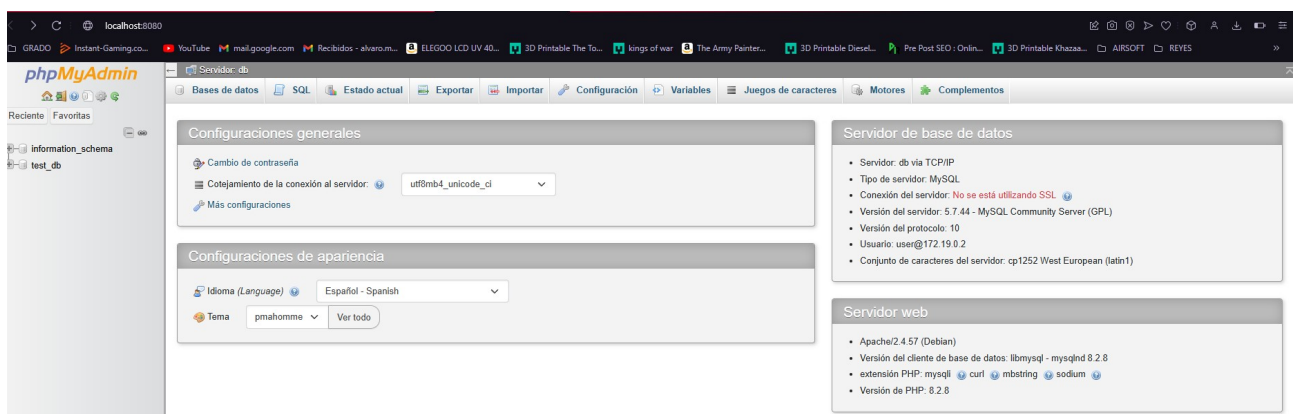 localhost:8080
GRADO Instant-Gaming.co... YouTube mail.google.com Recibidos - alvaro.m... ELEGOO LCD UV 40... 3D Printable The To... kings of war The Army Painter... 3D Printable Diesel... Pre Post SEO : Onlin... 3D Printable Khazaa... AIRSOFT REYES »
phpMyAdmin
Reciente Favoritas
information_schema
test_db
Servidor: db
Bases de datos SQL Estado actual Exportar Importar Configuración Variables Juegos de caracteres Motores Complementos
Configuraciones generales
Cambio de contraseña
Cotejamiento de la conexión al servidor: utf8mb4_unicode_ci
Más configuraciones
Configuraciones de apariencia
Idioma (Language) Español - Spanish
Tema pmahomme Ver todo
Servidor de base de datos
• Servidor: db via TCP/IP
• Tipo de servidor: MySQL
• Conexión del servidor: No se está utilizando SSL
• Versión del servidor: 5.7.44 - MySQL Community Server (GPL)
• Versión del protocolo: 10
• Usuario: user@172.19.0.2
• Conjunto de caracteres del servidor: cp1252 West European (latin1)
Servidor web
• Apache/2.4.57 (Debian)
• Versión del cliente de base de datos: libmysql - mysqlnd 8.2.8
• extensión PHP: mysqli curl mbstring sodium
• Versión de PHP: 8.2.8